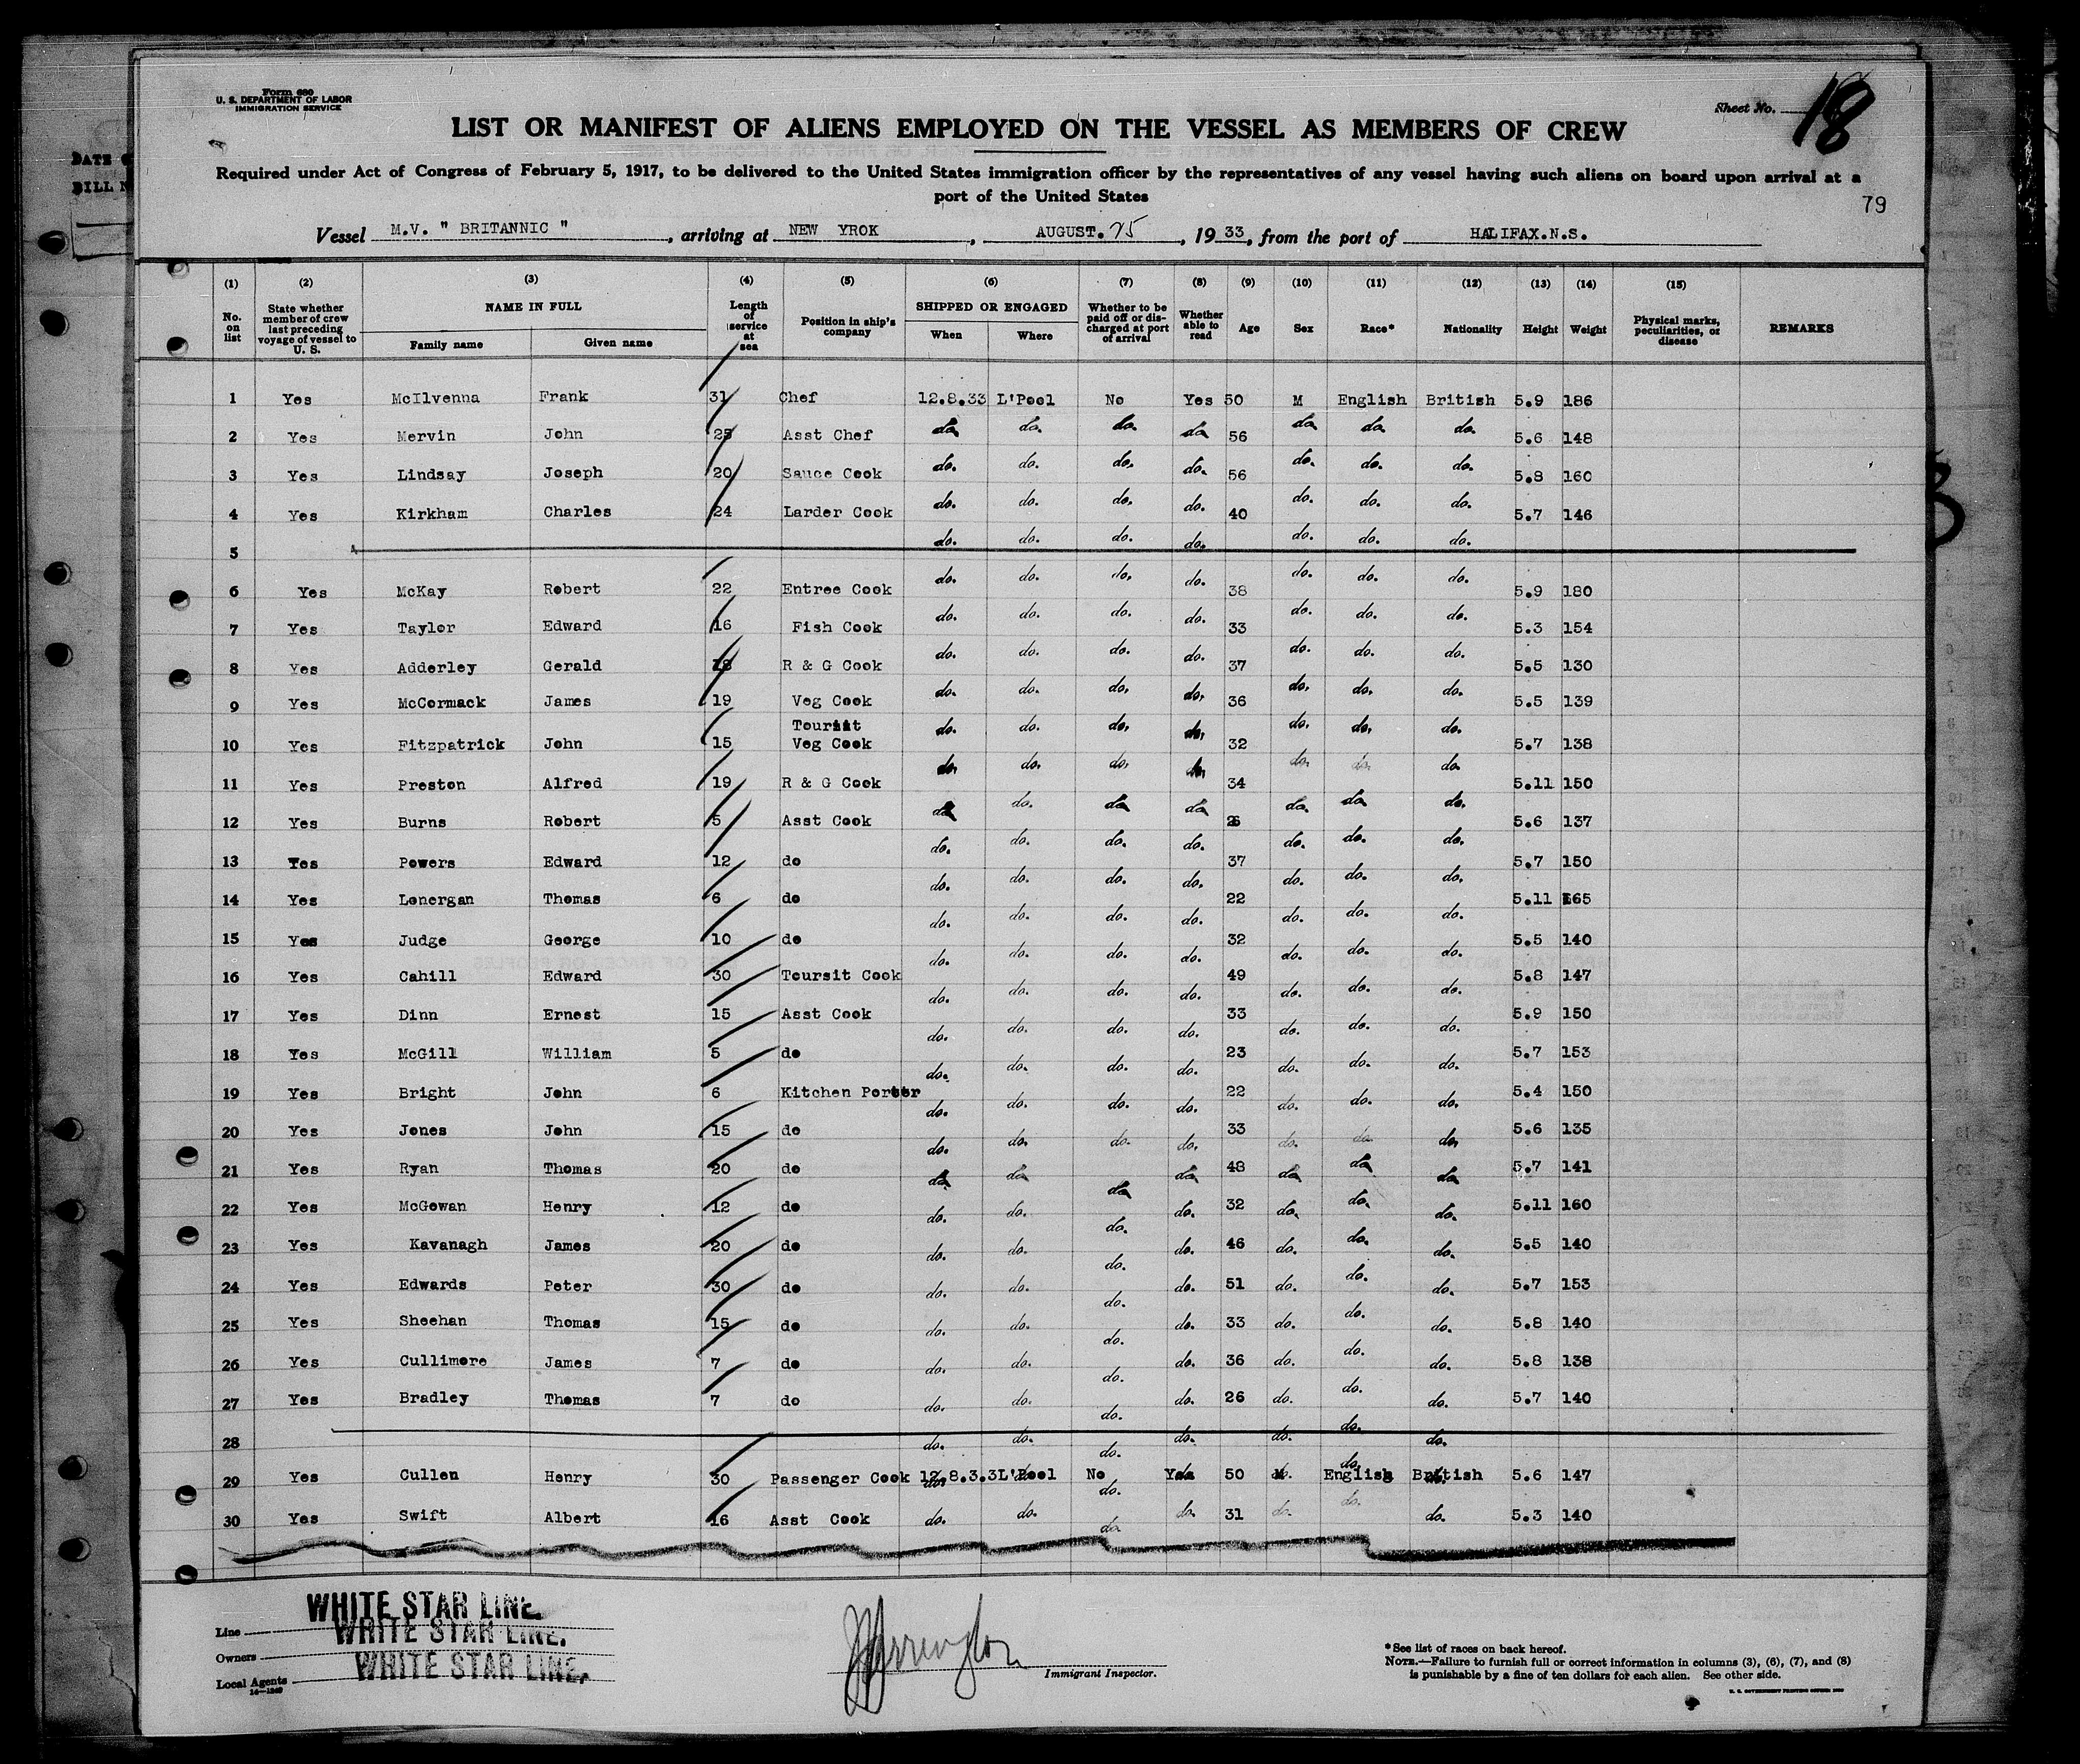 Form 680
U. S. DEPARTMENT OF LABOR
IMMIGRATION SERVICE
Sheet No. 18
LIST OR MANIFEST OF ALIENS EMPLOYED ON THE VESSEL AS MEMBERS OF CREW
Required under Act of Congress of February 5, 1917, to be delivered to the United States immigration officer by the representatives of any vessel having such aliens on board upon arrival at a
port of the United States
79
Vessel M.V. " BRITANNIC " , arriving at NEW YROK , AUGUST. 25 , 19 33, from the port of HALIFAX.N.S.
(1) (2) (3) (4) (5) (6) (7) (8) (9) (10) (11) (12) (13) (14) (15)
No. on list State whether member of crew last preceding voyage of vessel to U. S. NAME IN FULL Family name Given name Length of service at sea Position in ship's company SHIPPED OR ENGAGED When Where Whether to be paid off or discharged at port of arrival Whether able to read Age Sex Race* Nationality Height Weight Physical marks, peculiarities, or disease REMARKS
1 Yes McIlvenna Frank 31 Chef 12.8.33 L'Pool No Yes 50 M English British 5.9 186
2 Yes Mervin John 25 Asst Chef do. do. do. do. 56 do. do. do. 5.6 148
3 Yes Lindsay Joseph 20 Sauce Cook do. do. do. do. 56 do. do. do. 5.8 160
4 Yes Kirkham Charles 24 Larder Cook do. do. do. do. 40 do. do. do. 5.7 146
5 do. do. do. do. do. do. do.
6 Yes McKay Robert 22 Entree Cook do. do. do. do. 38 do. do. do. 5.9 180
7 Yes Taylor Edward 16 Fish Cook do. do. do. do. 33 do. do. do. 5.3 154
8 Yes Adderley Gerald R & G Cook do. do. do. do. 37 do. do. do. 5.5 130
9 Yes McCormack James 19 Veg Cook do. do. do. do. 36 do. do. do. 5.5 139
10 Yes Fitzpatrick John 15 Tourist Veg Cook do. do. do. do. 32 do. do. do. 5.7 138
11 Yes Preston Alfred 19 R & G Cook do. do. do. do. 34 do. do. do. 5.11 150
12 Yes Burns Robert 5 Asst Cook do. do. do. do. 26 do. do. do. 5.6 137
13 Yes Powers Edward 12 do do. do. do. do. 37 do. do. do. 5.7 150
14 Yes Lonergan Thomas 6 do do. do. do. do. 22 do. do. do. 5.11 165
15 Yes Judge George 10 do do. do. do. do. 32 do. do. do. 5.5 140
16 Yes Cahill Edward 30 Toursit Cook do. do. do. do. 49 do. do. do. 5.8 147
17 Yes Dinn Ernest 15 Asst Cook do. do. do. do. 33 do. do. do. 5.9 150
18 Yes McGill William 5 do do. do. do. do. 23 do. do. do. 5.7 153
19 Yes Bright John 6 Kitchen Porter do. do. do. do. 22 do. do. do. 5.4 150
20 Yes Jones John 15 do do. do. do. do. 33 do. do. do. 5.6 135
21 Yes Ryan Thomas 20 do do. do. do. do. 48 do. do. do. 5.7 141
22 Yes McGowan Henry 12 do do. do. do. do. 32 do. do. do. 5.11 160
23 Yes Kavanagh James 20 do do. do. do. do. 46 do. do. do. 5.5 140
24 Yes Edwards Peter 30 do do. do. do. do. 51 do. do. do. 5.7 153
25 Yes Sheehan Thomas 15 do do. do. do. do. 33 do. do. do. 5.8 140
26 Yes Cullimore James 7 do do. do. do. do. 36 do. do. do. 5.8 138
27 Yes Bradley Thomas 7 do do. do. do. do. 26 do. do. do. 5.7 140
28 do. do. do. do. do. do. do.
29 Yes Cullen Henry 30 Passenger Cook 12.8.3.3 L'Pool No Yes 50 M. English British 5.6 147
30 Yes Swift Albert 16 Asst Cook do. do. do. do. 31 do. do. do. 5.3 140
WHITE STAR LINE.
Line WHITE STAR LINE.
Owners
Local Agents WHITE STAR LINE.
Immigrant Inspector.
*See list of races on back hereof.
NOTE.—Failure to furnish full or correct information in columns (3), (6), (7), and (8)
is punishable by a fine of ten dollars for each alien. See other side.